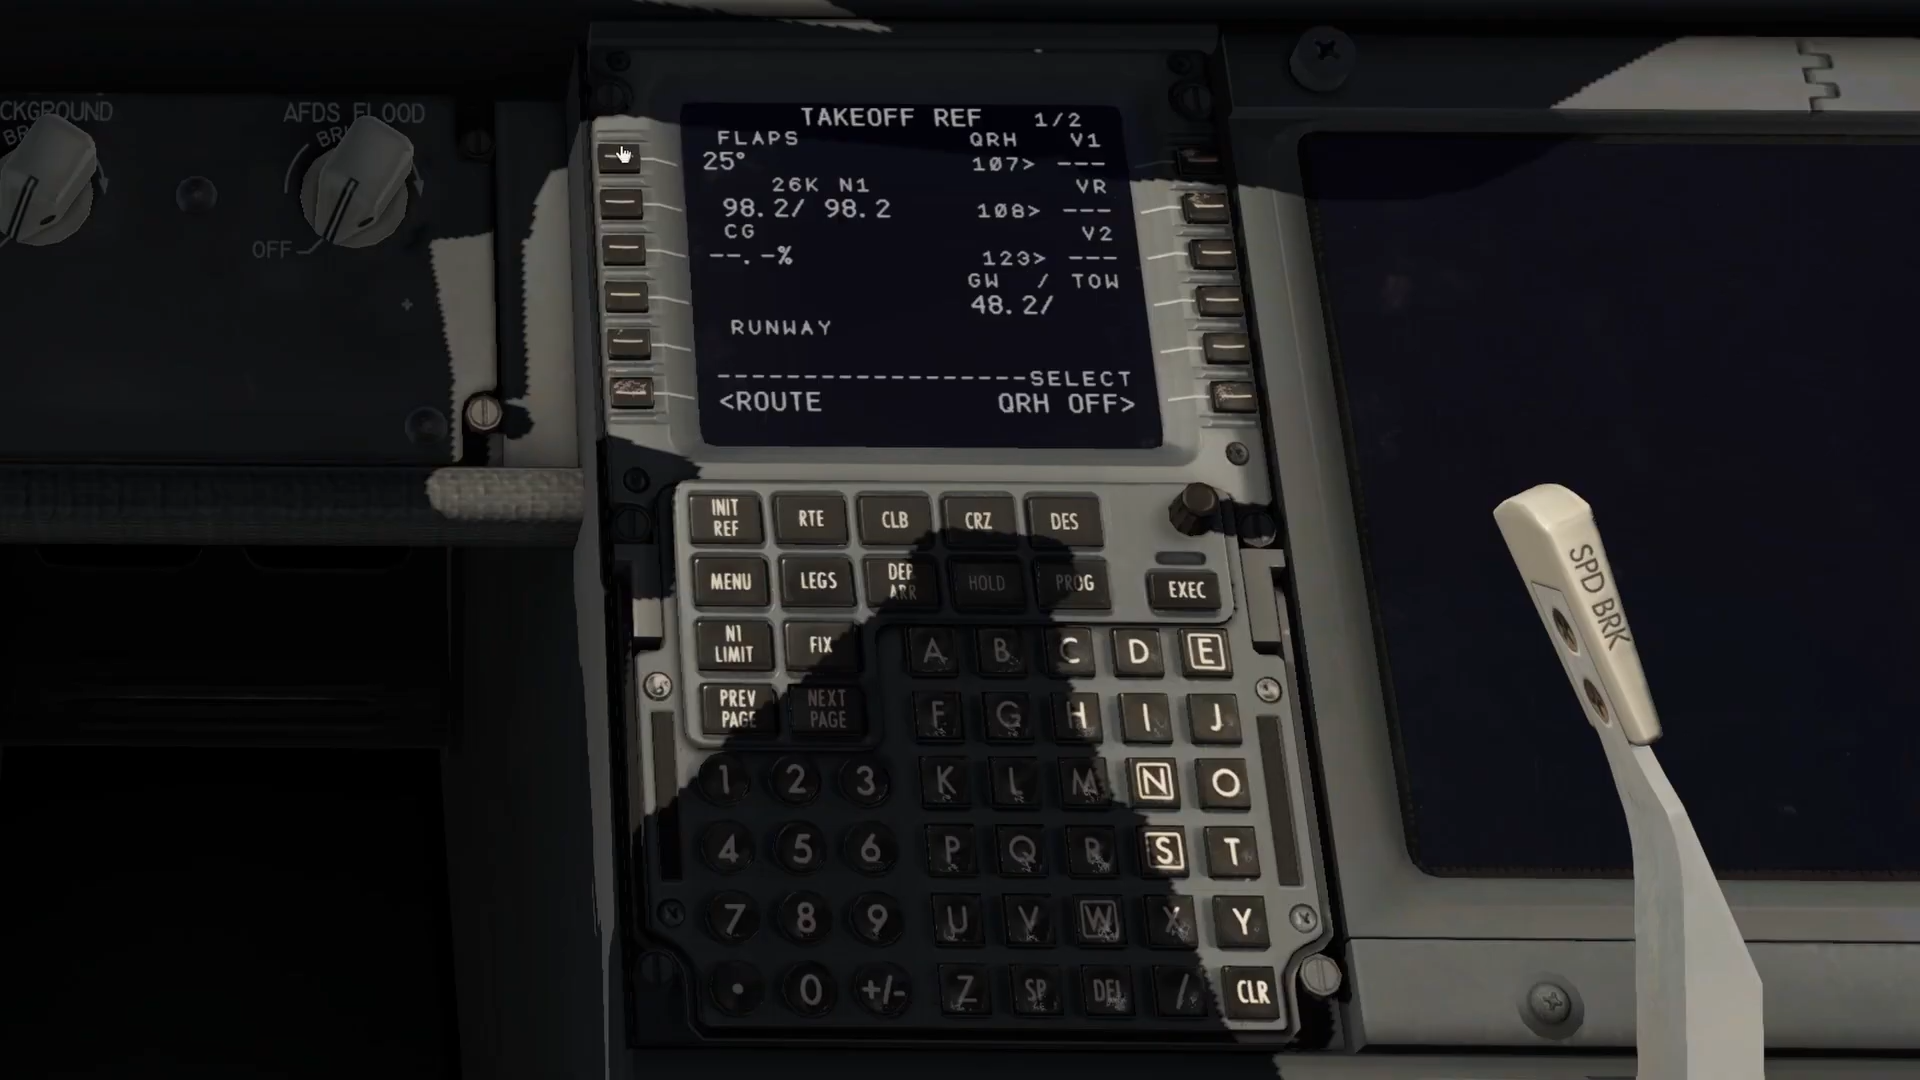 CKGROUND
BR
AFDS FLOOD
BR
OFF
TAKEOFF REF 1/2
FLAPS QRH V1
25° 107> ---
26K N1 VR
98.2/ 98.2 108> ---
CG V2
--.-% 123> ---
GW / TOW
48.2/
RUNWAY
------------------SELECT
<ROUTE QRH OFF>
INIT REF RTE CLB CRZ DES
MENU LEGS DEP ARR HOLD PROG EXEC
N1 LIMIT FIX
A B C D E
PREV PAGE NEXT PAGE
F G H I J
1 2 3 K L M N O
4 5 6 P Q R S T
7 8 9 U V W X Y
. 0 +/- Z SP DEL / CLR
SPD BRK